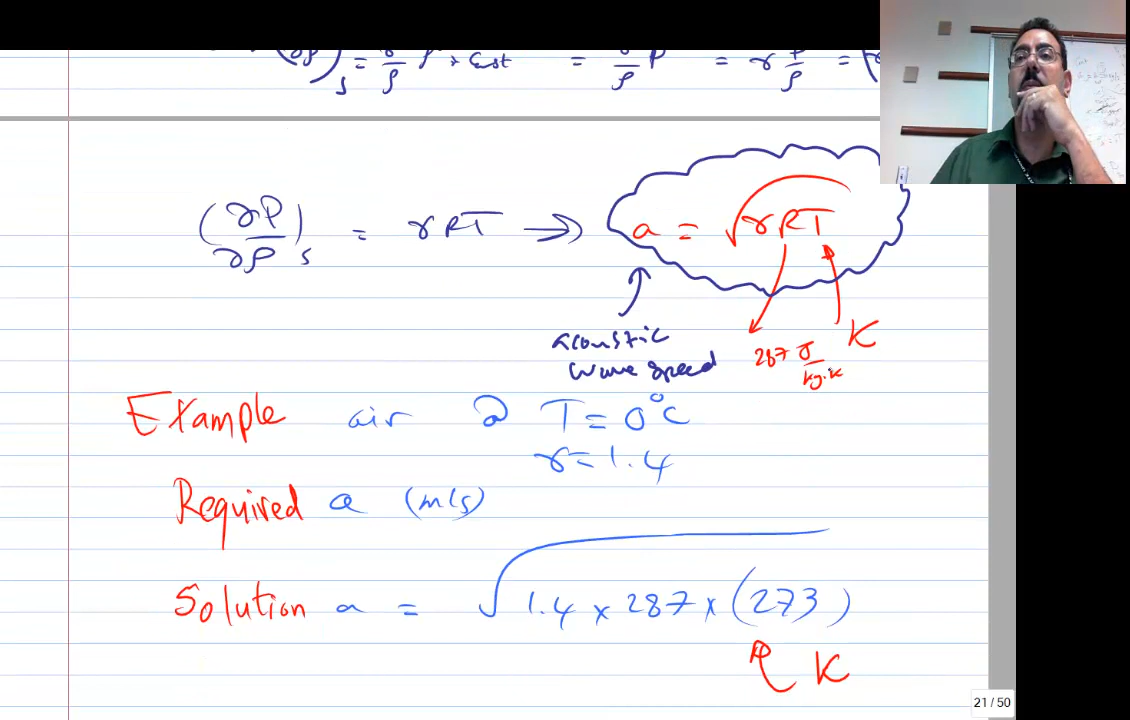 (∂P/∂ρ)s = γRT → a = √γRT
acoustic
wave speed
287 J/kg.K
K
Example air @ T = 0°C
γ = 1.4
Required a (m/s)
Solution a = √1.4 × 287 × (273)
K
21 / 50